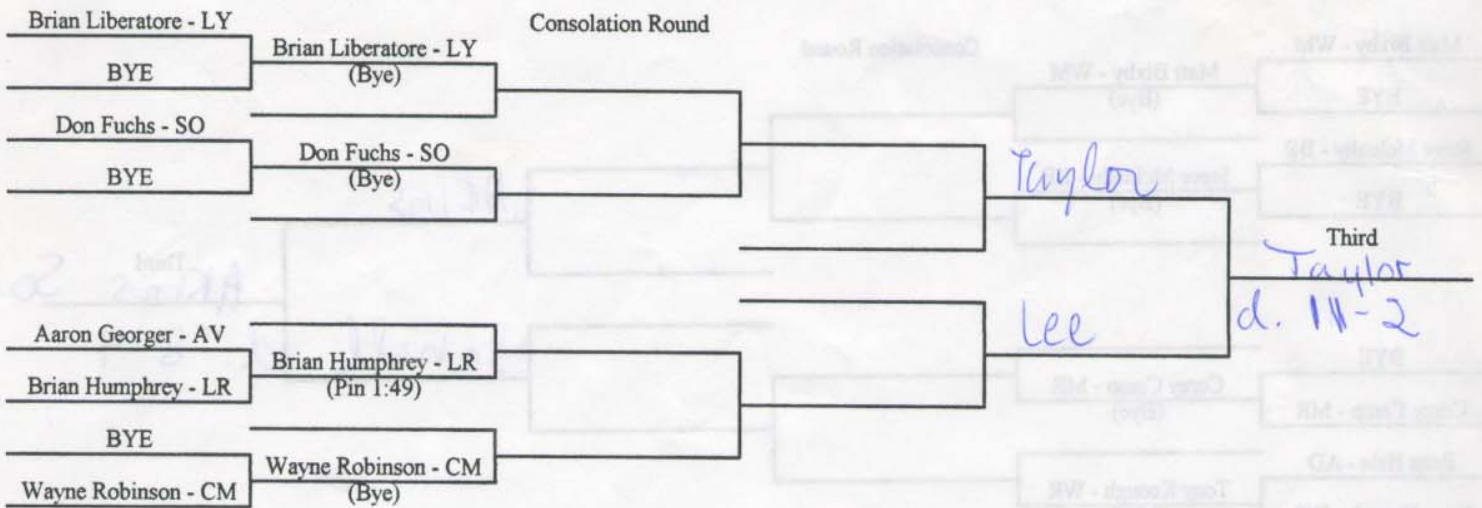 Consolation Round
Brian Liberatore - LY
BYE
Brian Liberatore - LY
(Bye)
Don Fuchs - SO
BYE
Don Fuchs - SO
(Bye)
Aaron Georger - AV
Brian Humphrey - LR
Brian Humphrey - LR
(Pin 1:49)
BYE
Wayne Robinson - CM
Wayne Robinson - CM
(Bye)
Taylor
Lee
Third
Taylor
d.